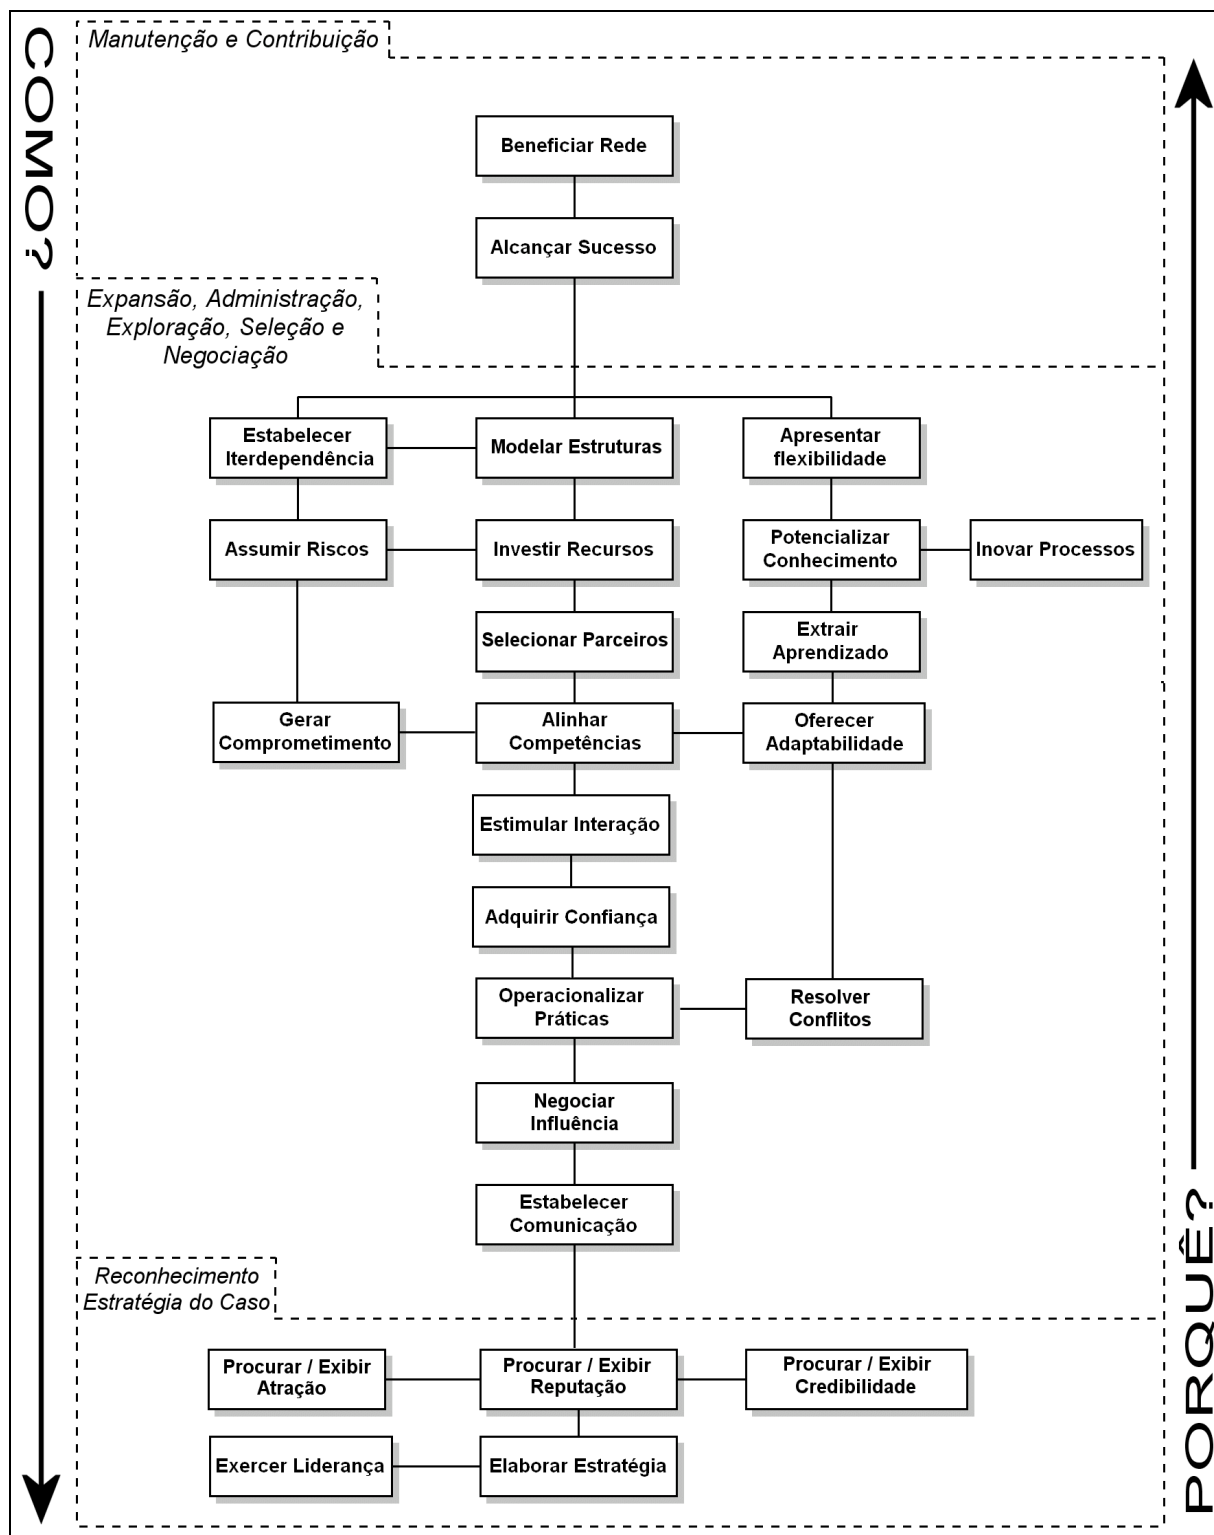 COMO?
Manutenção e Contribuição
Beneficiar Rede
Alcançar Sucesso
Expansão, Administração,
Exploração, Seleção e
Negociação
Estabelecer
Iterdependência
Modelar Estruturas
Apresentar
flexibilidade
Assumir Riscos
Investir Recursos
Potencializar
Conhecimento
Inovar Processos
Selecionar Parceiros
Extrair
Aprendizado
Gerar
Comprometimento
Alinhar
Competências
Oferecer
Adaptabilidade
Estimular Interação
Adquirir Confiança
Operacionalizar
Práticas
Resolver
Conflitos
Negociar
Influência
Estabelecer
Comunicação
Reconhecimento
Estratégia do Caso
Procurar / Exibir
Atração
Procurar / Exibir
Reputação
Procurar / Exibir
Credibilidade
Exercer Liderança
Elaborar Estratégia
PORQUÊ?